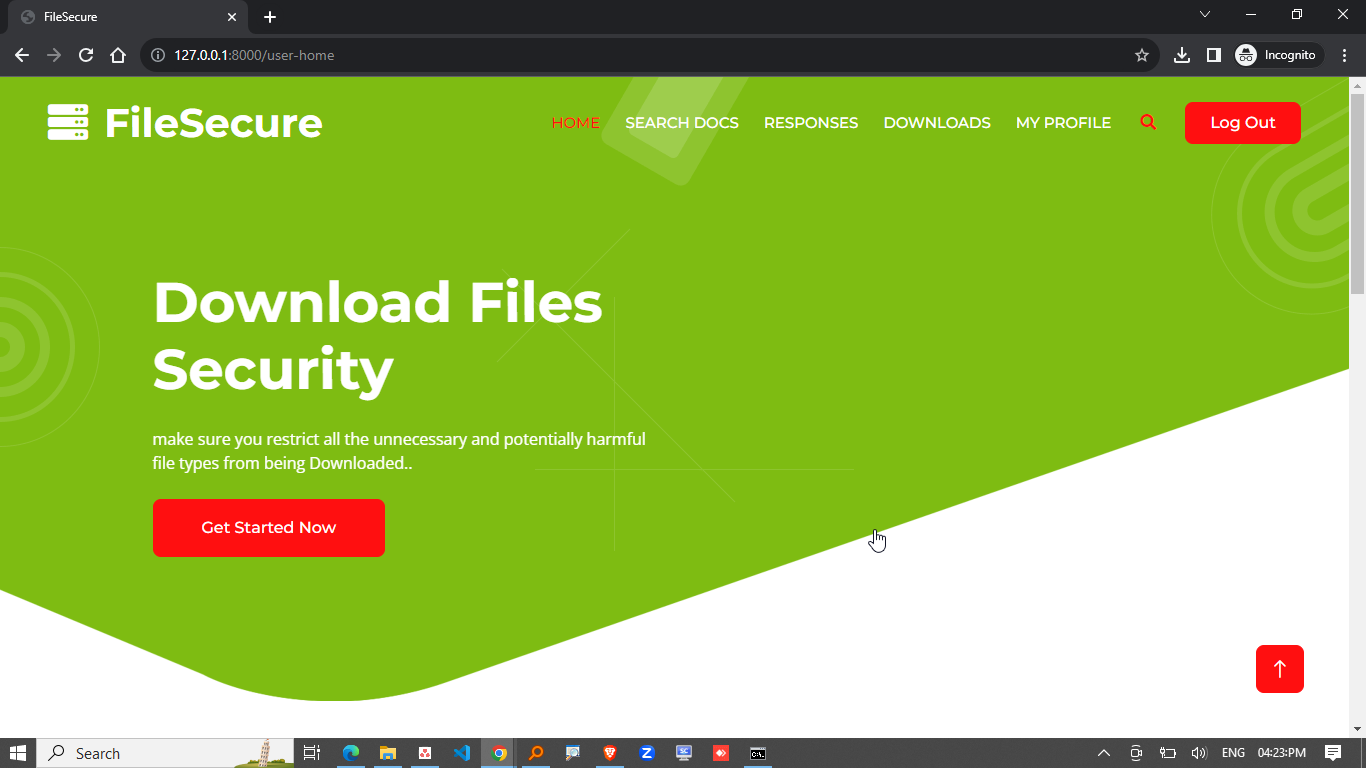 FileSecure
127.0.0.1:8000/user-home
Incognito
FileSecure
HOME SEARCH DOCS RESPONSES DOWNLOADS MY PROFILE Log Out
Download Files
Security
make sure you restrict all the unnecessary and potentially harmful
file types from being Downloaded..
Get Started Now
Search
ENG 04:23:PM